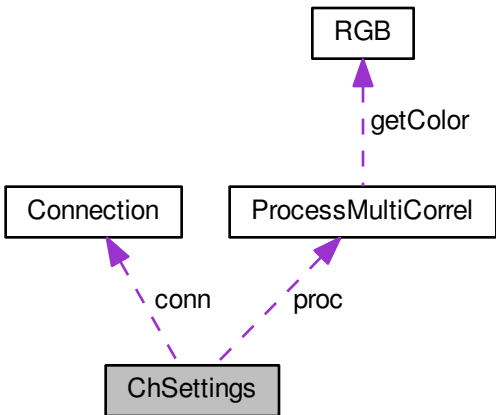 RGB
getColor
Connection
ProcessMultiCorrel
conn
proc
ChSettings